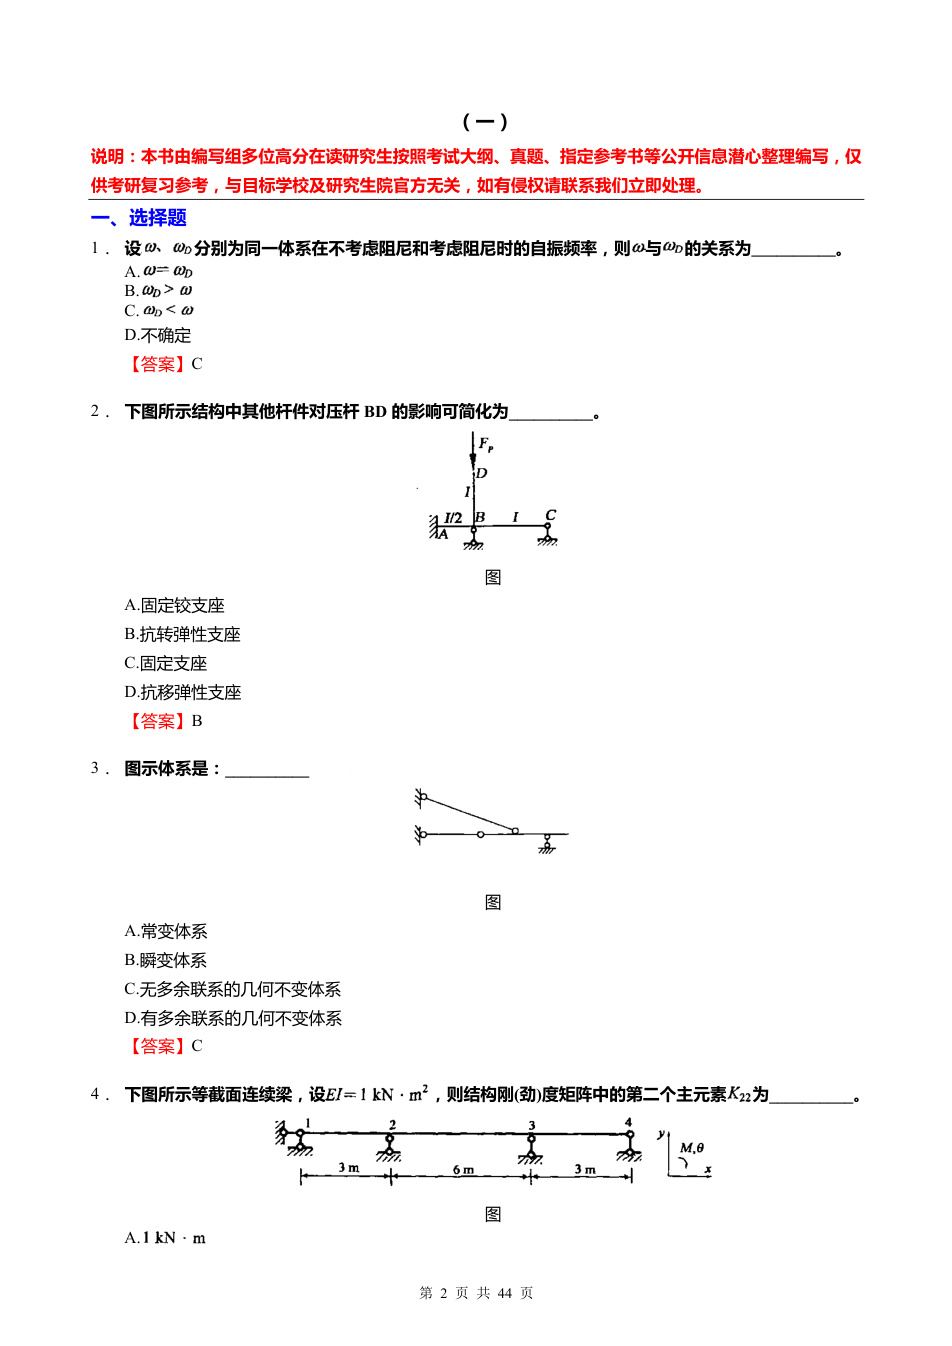 （一）
说明：本书由编写组多位高分在读研究生按照考试大纲、真题、指定参考书等公开信息潜心整理编写，仅
供考研复习参考，与目标学校及研究生院官方无关，如有侵权请联系我们立即处理。
一、选择题
1． 设ω、ωD分别为同一体系在不考虑阻尼和考虑阻尼时的自振频率，则ω与ωD的关系为__________。
A.ω＝ωD
B.ωD＞ω
C.ωD＜ω
D.不确定
【答案】C
2． 下图所示结构中其他杆件对压杆 BD 的影响可简化为__________。
FP
D
I
I/2 B I C
A
图
A.固定铰支座
B.抗转弹性支座
C.固定支座
D.抗移弹性支座
【答案】B
3． 图示体系是：__________
图
A.常变体系
B.瞬变体系
C.无多余联系的几何不变体系
D.有多余联系的几何不变体系
【答案】C
4． 下图所示等截面连续梁，设EI=1 kN·m²，则结构刚(劲)度矩阵中的第二个主元素K22为__________。
1 2 3 4 y
M,θ
3 m 6 m 3 m x
图
A.1 kN·m
第 2 页 共 44 页